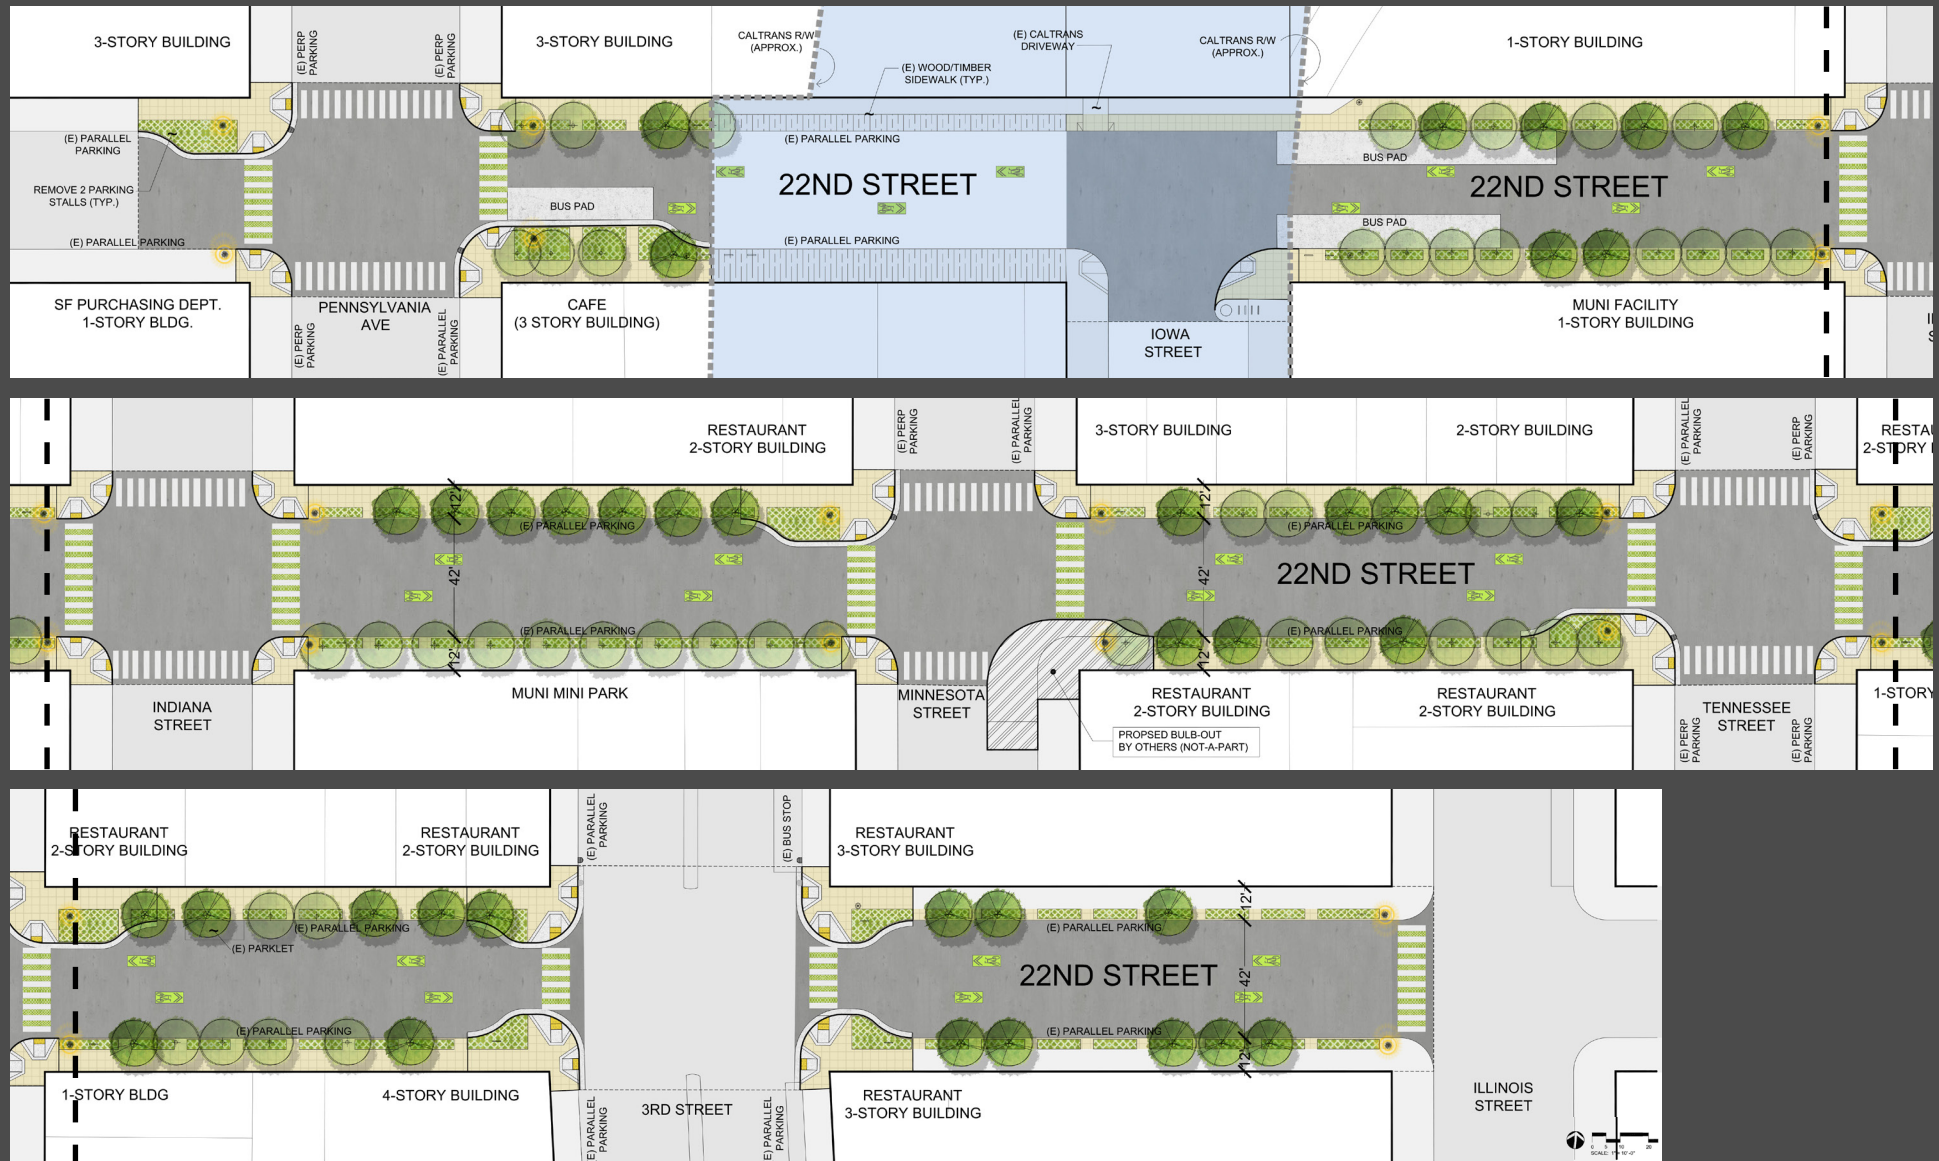 3-STORY BUILDING
(E) PERP
PARKING
(E) PERP
PARKING
3-STORY BUILDING
CALTRANS R/W
(APPROX.)
(E) WOOD/TIMBER
SIDEWALK (TYP.)
(E) CALTRANS
DRIVEWAY
CALTRANS R/W
(APPROX.)
1-STORY BUILDING
(E) PARALLEL
PARKING
(E) PARALLEL PARKING
BUS PAD
REMOVE 2 PARKING
STALLS (TYP.)
22ND STREET
22ND STREET
BUS PAD
BUS PAD
(E) PARALLEL PARKING
(E) PARALLEL PARKING
SF PURCHASING DEPT.
1-STORY BLDG.
PENNSYLVANIA
AVE
(E) PERP
PARKING
(E) PARALLEL
PARKING
CAFE
(3 STORY BUILDING)
IOWA
STREET
MUNI FACILITY
1-STORY BUILDING
RESTAURANT
2-STORY BUILDING
(E) PERP
PARKING
(E) PARALLEL
PARKING
3-STORY BUILDING
2-STORY BUILDING
(E) PARALLEL
PARKING
(E) PERP
PARKING
RESTAU
2-STORY
12'
(E) PARALLEL PARKING
12'
(E) PARALLEL PARKING
42'
42'
22ND STREET
(E) PARALLEL PARKING
12'
(E) PARALLEL PARKING
12'
INDIANA
STREET
MUNI MINI PARK
MINNESOTA
STREET
RESTAURANT
2-STORY BUILDING
RESTAURANT
2-STORY BUILDING
PROPSED BULB-OUT
BY OTHERS (NOT-A-PART)
(E) PERP
PARKING
TENNESSEE
STREET
(E) PERP
PARKING
1-STORY
RESTAURANT
2-STORY BUILDING
RESTAURANT
2-STORY BUILDING
(E) PARALLEL
PARKING
(E) BUS STOP
RESTAURANT
3-STORY BUILDING
12'
(E) PARALLEL PARKING
(E) PARALLEL PARKING
(E) PARKLET
22ND STREET
42'
(E) PARALLEL PARKING
(E) PARALLEL PARKING
12'
1-STORY BLDG
4-STORY BUILDING
(E) PARALLEL
PARKING
3RD STREET
(E) PARALLEL
PARKING
RESTAURANT
3-STORY BUILDING
ILLINOIS
STREET